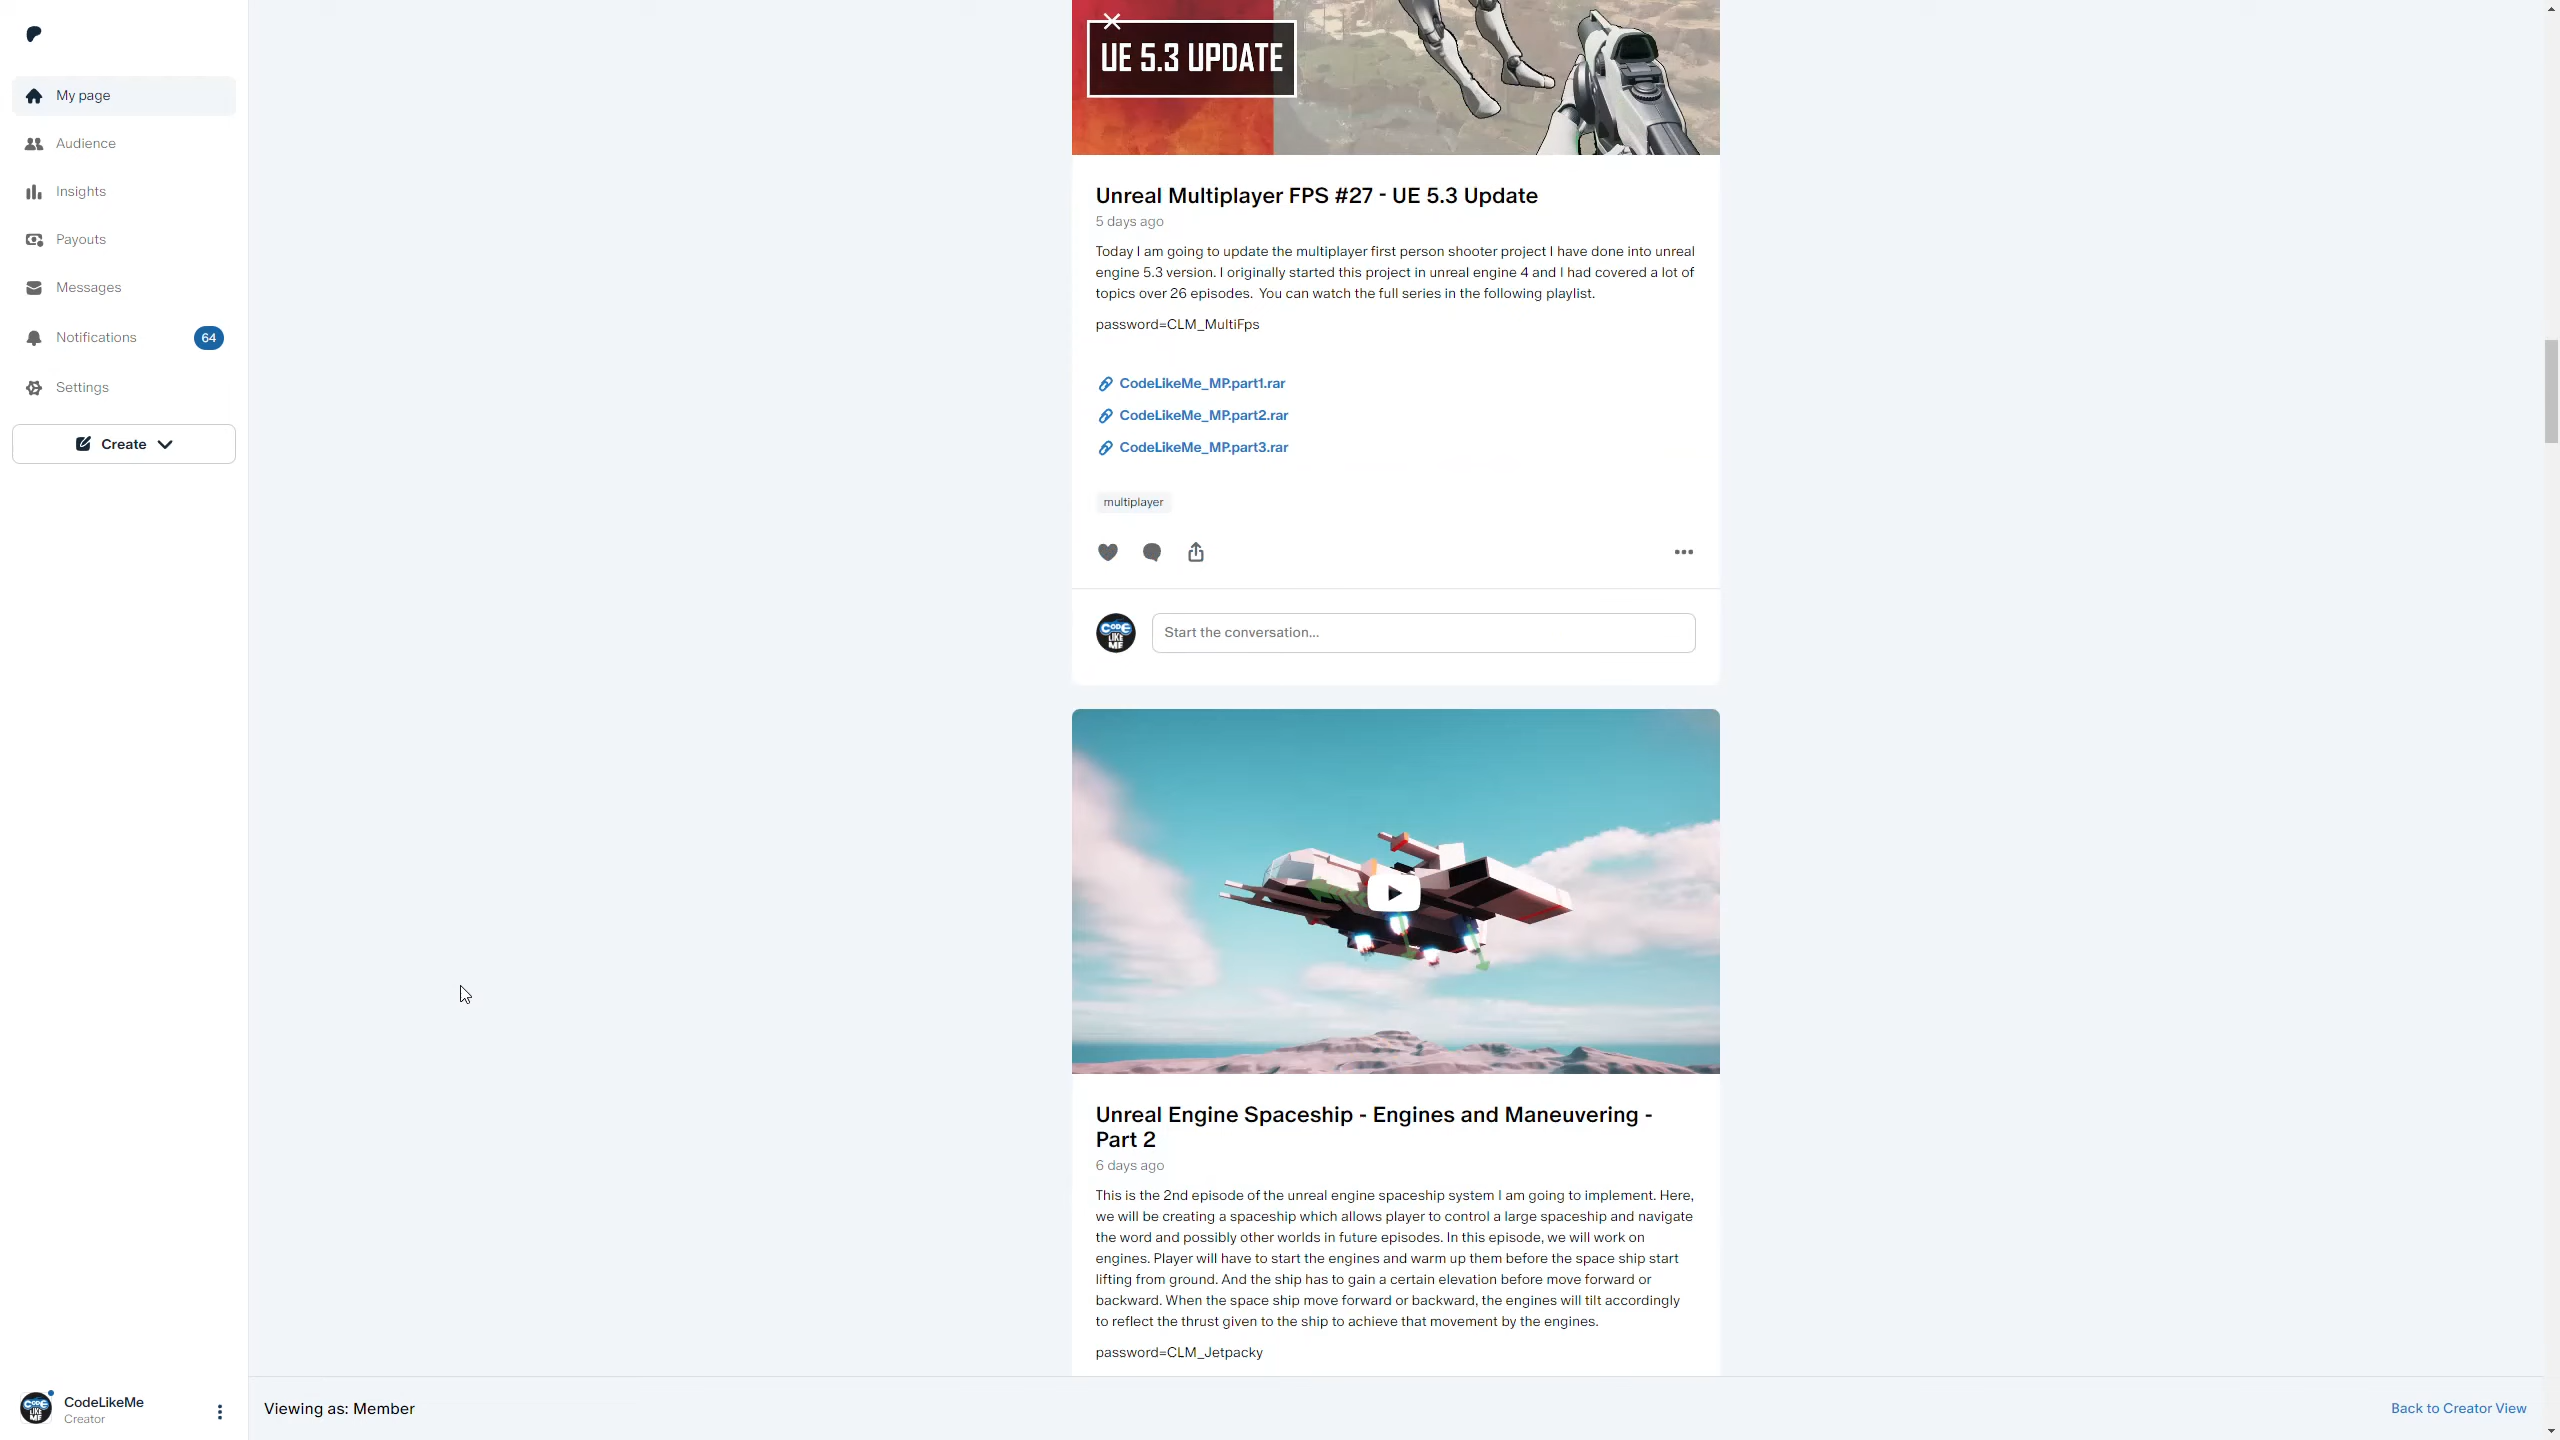 My page
Audience
Insights
Payouts
Messages
Notifications
64
Settings
Create
UE 5.3 UPDATE
Unreal Multiplayer FPS #27 - UE 5.3 Update
5 days ago
Today I am going to update the multiplayer first person shooter project I have done into unreal
engine 5.3 version. I originally started this project in unreal engine 4 and I had covered a lot of
topics over 26 episodes.  You can watch the full series in the following playlist.
password=CLM_MultiFps
CodeLikeMe_MP.part1.rar
CodeLikeMe_MP.part2.rar
CodeLikeMe_MP.part3.rar
multiplayer
CODE
LIKE
ME
Start the conversation...
Unreal Engine Spaceship - Engines and Maneuvering -
Part 2
6 days ago
This is the 2nd episode of the unreal engine spaceship system I am going to implement. Here,
we will be creating a spaceship which allows player to control a large spaceship and navigate
the word and possibly other worlds in future episodes. In this episode, we will work on
engines. Player will have to start the engines and warm up them before the space ship start
lifting from ground. And the ship has to gain a certain elevation before move forward or
backward. When the space ship move forward or backward, the engines will tilt accordingly
to reflect the thrust given to the ship to achieve that movement by the engines.
password=CLM_Jetpacky
CODE
LIKE
ME
CodeLikeMe
Creator
Viewing as: Member
Back to Creator View